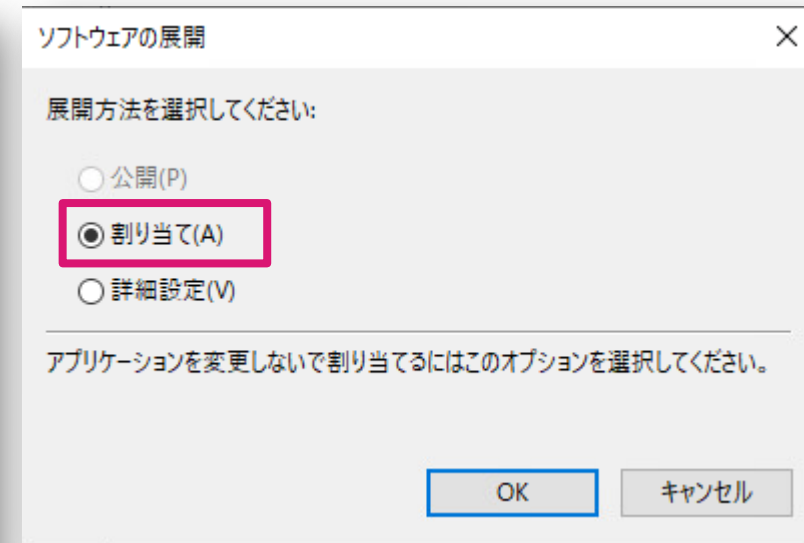 ソフトウェアの展開
展開方法を選択してください:
公開(P)
割り当て(A)
詳細設定(V)
アプリケーションを変更しないで割り当てるにはこのオプションを選択してください。
OK
キャンセル